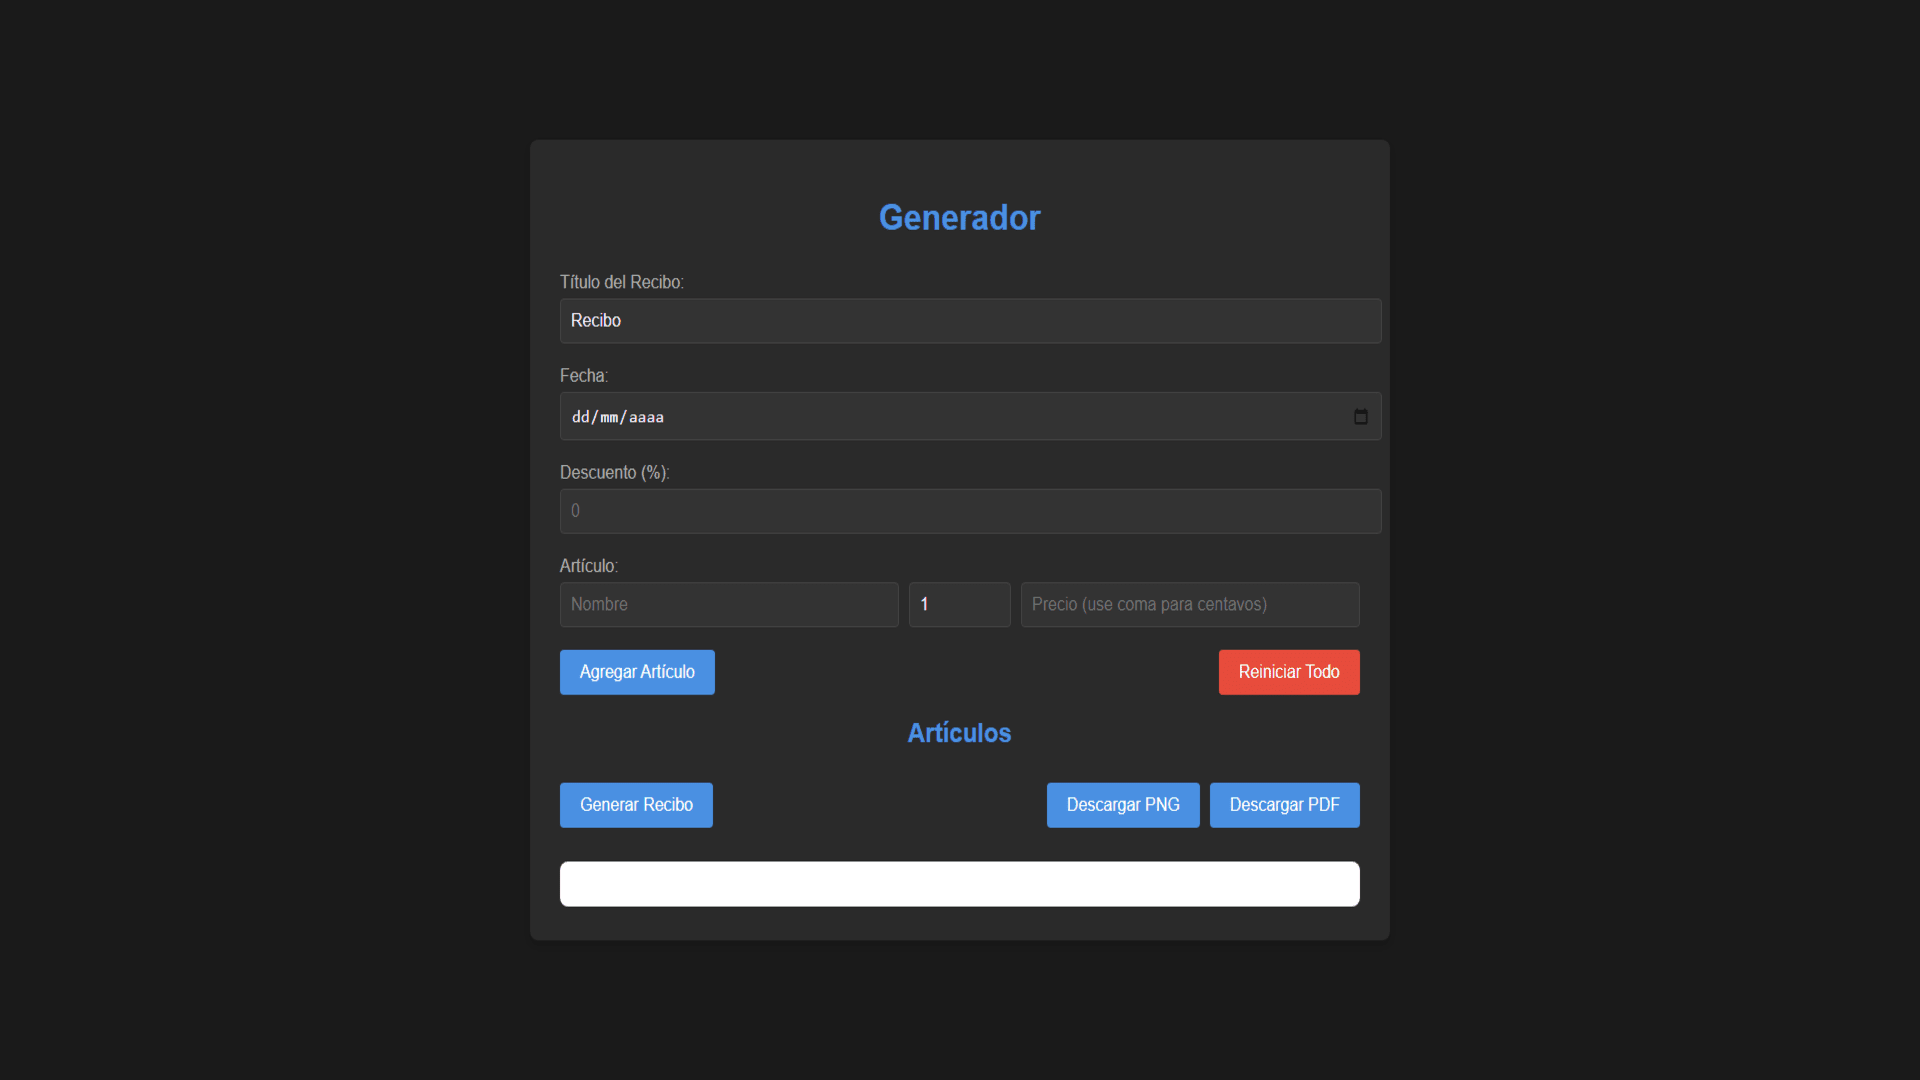 Generador
Título del Recibo:
Recibo
Fecha:
dd/mm/aaaa
Descuento (%):
0
Artículo:
Nombre 1 Precio (use coma para centavos)
Agregar Artículo Reiniciar Todo
Artículos
Generar Recibo Descargar PNG Descargar PDF